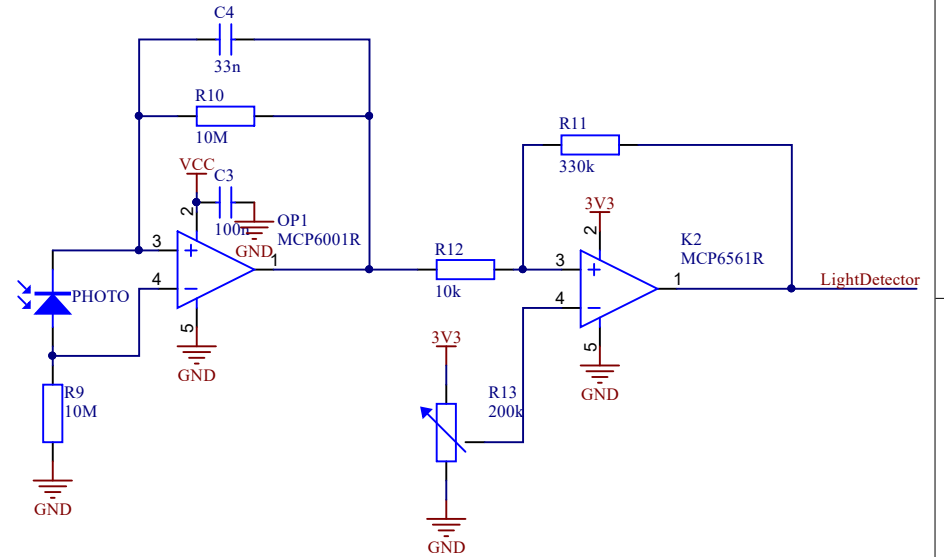 C4
33n
R10
10M
VCC
C3
2
100n
GND
OP1
MCP6001R
3
+
1
4
−
5
GND
PHOTO
R9
10M
GND
R12
10k
R11
330k
3V3
2
K2
MCP6561R
3
+
1
LightDetector
4
−
5
GND
3V3
R13
200k
GND